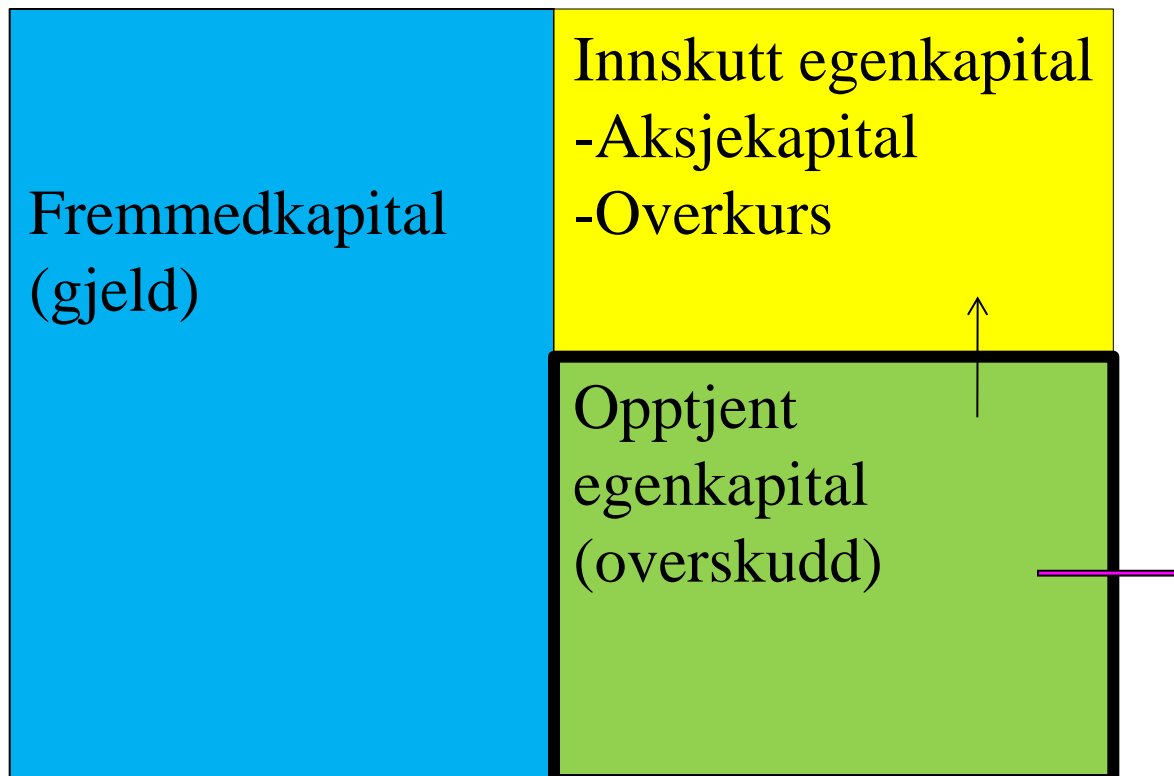 Fremmedkapital
(gjeld)
Innskutt egenkapital
-Aksjekapital
-Overkurs
Opptjent
egenkapital
(overskudd)